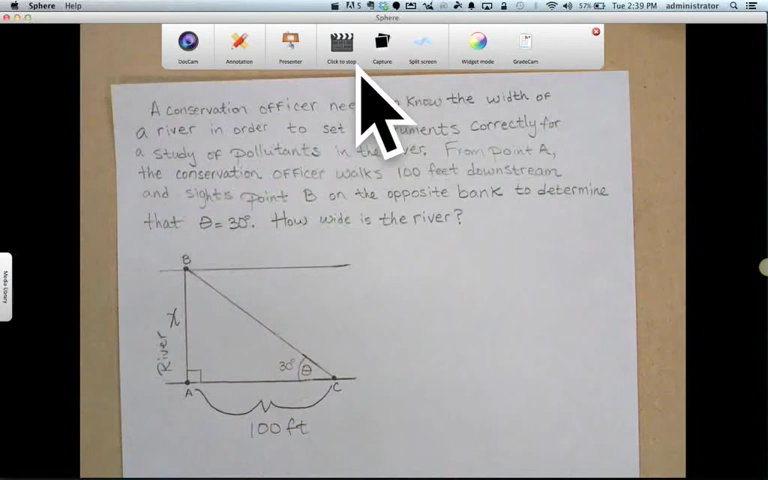 Sphere Help
57% Tue 2:39 PM administrator
Sphere
DocCam Annotation Presenter Click to stop Capture Split screen Widget mode GradeCam
A conservation officer know the width of
a river in order to set correctly for
a study of pollutants in the river. From point A,
the conservation officer walks 100 feet downstream
and sights point B on the opposite bank to determine
that θ = 30°. How wide is the river?
B
River x
30° θ
A C
100 ft
Media Library